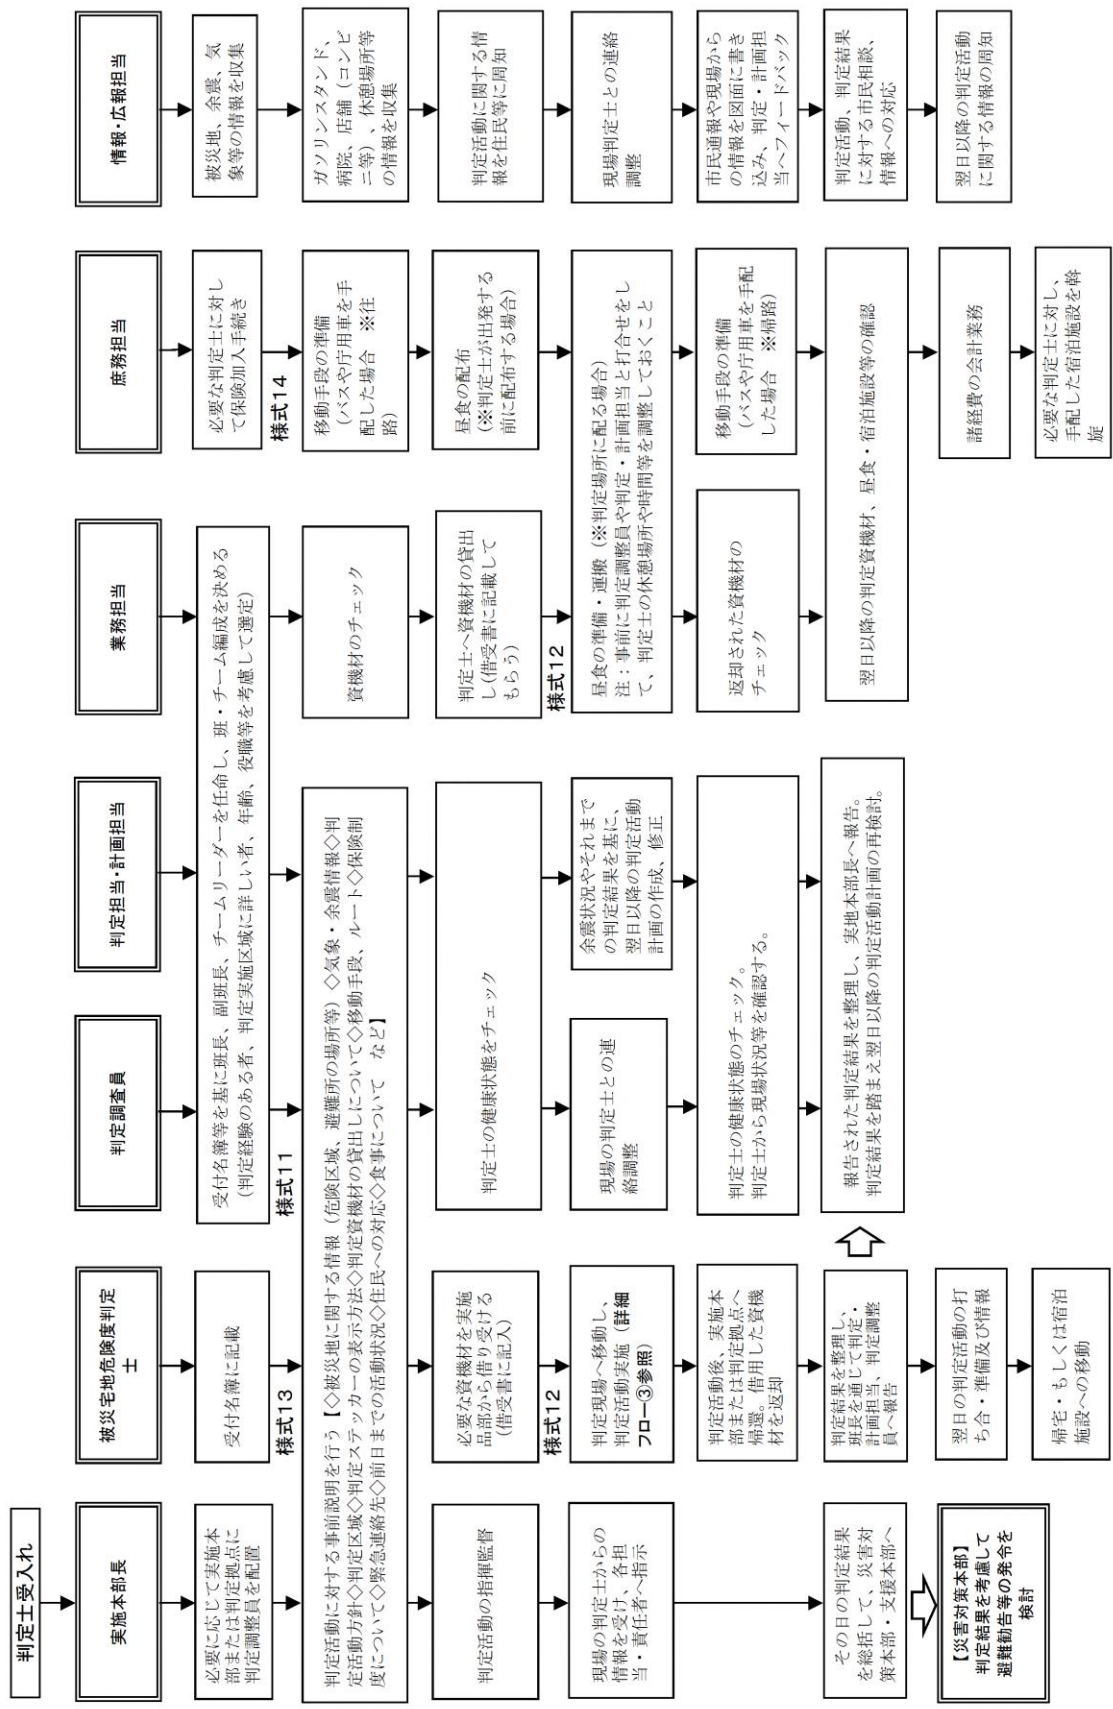 判定士受入れ
実施本部長
必要に応じて実施本
部または判定拠点に
判定調整員を配置
判定活動に対する事前説明を行う【◇被災地に関する情報（危険区域、避難所の場所等）◇気象・余震情報◇判
定活動方針◇判定区域◇判定ステッカーの表示方法◇判定資機材の貸出しについて◇移動手段、ルート◇保険制
度について◇緊急連絡先◇前日までの活動状況◇住民への対応◇食事について　など】
判定活動の指揮監督
現場の判定士からの
情報を受け、各担
当・責任者へ指示
その日の判定結果
を総括して、災害対
策本部・支援本部へ
【災害対策本部】
判定結果を考慮して
避難勧告等の発令を
検討
被災宅地危険度判定
士
受付名簿に記載
様式13
必要な資機材を実施
品部から借り受ける
(借受書に記入)
様式12
判定現場へ移動し、
判定活動実施（詳細
フロー③参照）
判定活動後、実施本
部または判定拠点へ
帰還。借用した資機
材を返却
判定結果を整理し、
班長を通じて判定・
計画担当、判定調整
員へ報告
翌日の判定活動の打
ち合・準備及び情報
帰宅・もしくは宿泊
施設への移動
判定調査員
判定担当・計画担当
受付名簿等を基に班長、副班長、チームリーダーを任命し、班・チーム編成を決める
(判定経験のある者、判定実施区域に詳しい者、年齢、役職等を考慮して選定)
様式11
判定士の健康状態をチェック
現場の判定士との連
絡調整
余震状況やそれまで
の判定結果を基に、
翌日以降の判定活動
計画の作成、修正
判定士の健康状態のチェック。
判定士から現場状況等を確認する。
報告された判定結果を整理し、実地本部長へ報告。
判定結果を踏まえ翌日以降の判定活動計画の再検討。
業務担当
資機材のチェック
判定士へ資機材の貸出
し(借受書に記載して
もらう)
様式12
昼食の準備・運搬（※判定場所に配る場合）
注：事前に判定調整員や判定・計画担当と打合せをし
て、判定士の休憩場所や時間等を調整しておくこと
返却された資機材の
チェック
翌日以降の判定資機材、昼食・宿泊施設等の確認
庶務担当
必要な判定士に対し
て保険加入手続き
様式14
移動手段の準備
(バスや庁用車を手
配した場合　※往
路)
昼食の配布
(※判定士が出発する
前に配布する場合)
移動手段の準備
(バスや庁用車を手配
した場合　※帰路)
諸経費の会計業務
必要な判定士に対し、
手配した宿泊施設を斡
旋
情報・広報担当
被災地、余震、気
象等の情報を収集
ガソリンスタンド、
病院、店舗（コンビ
ニ等）、休憩場所等
の情報を収集
判定活動に関する情
報を住民等に周知
現場判定士との連絡
調整
市民通報や現場から
の情報を図面に書き
込み、判定・計画担
当へフィードバック
判定活動、判定結果
に対する市民相談、
情報への対応
翌日以降の判定活動
に関する情報の周知